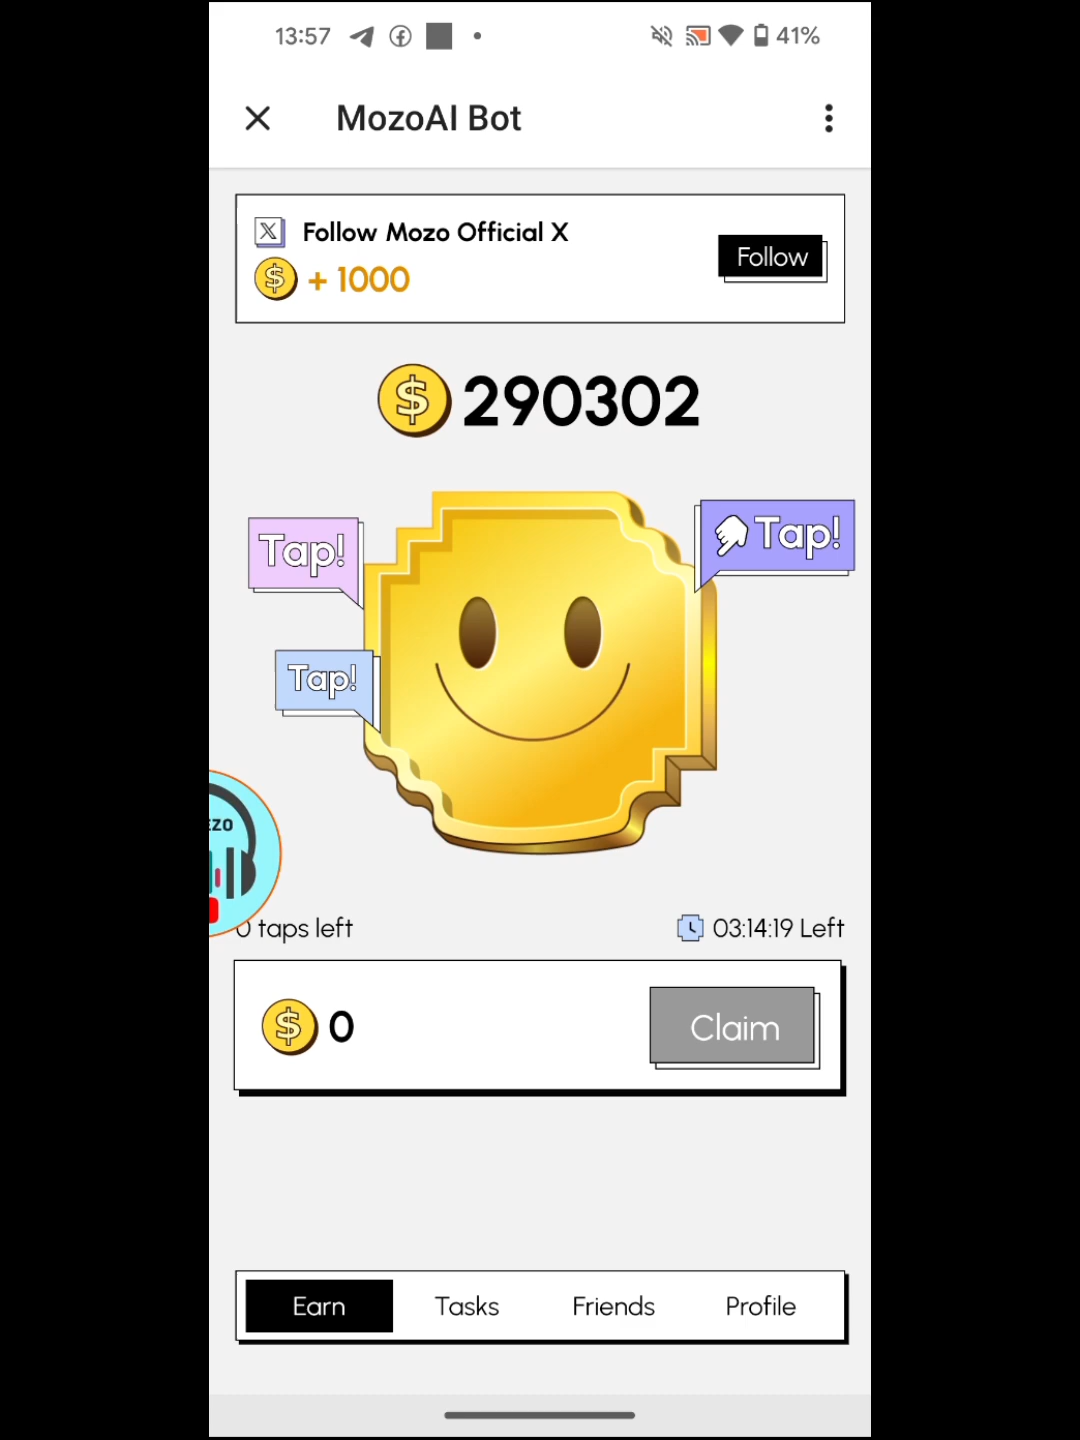 13:57
41%
MozoAI Bot
Follow Mozo Official X
Follow
+ 1000
290302
Tap!
Tap!
Tap!
0 taps left
03:14:19 Left
0
Claim
Earn
Tasks
Friends
Profile